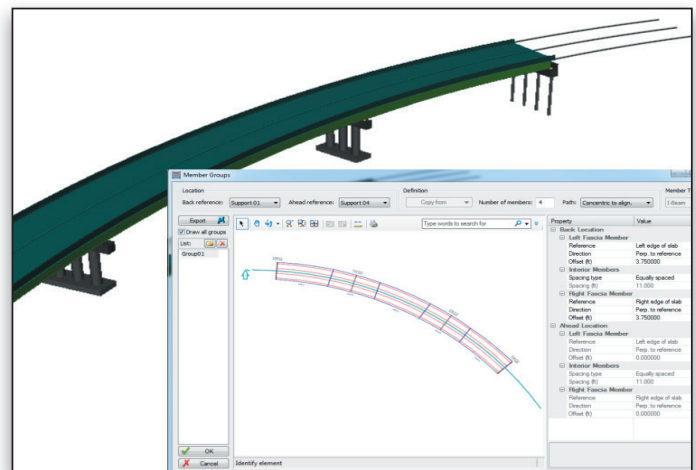 Member Groups
Location
Definition
Member T
Back reference: Support 01
Ahead reference: Support 04
Copy from
Number of members: 4
Path: Concentric to align.
I-Beam
Export
Draw all groups
List:
Group01
Type words to search for
Property Value
Back Location
Left Fascia Member
Reference Left edge of slab
Direction Perp. to reference
Offset (ft) 3.750000
Interior Members
Spacing type Equally spaced
Spacing (ft) 11.000
Right Fascia Member
Reference Right edge of slab
Direction Perp. to reference
Offset (ft) 3.750000
Ahead Location
Left Fascia Member
Reference Left edge of slab
Direction Perp. to reference
Offset (ft) 0.000000
Interior Members
Spacing type Equally spaced
Spacing (ft) 11.000
Right Fascia Member
Reference Right edge of slab
Direction Perp. to reference
Offset (ft) 0.000000
OK
Cancel
Identify element